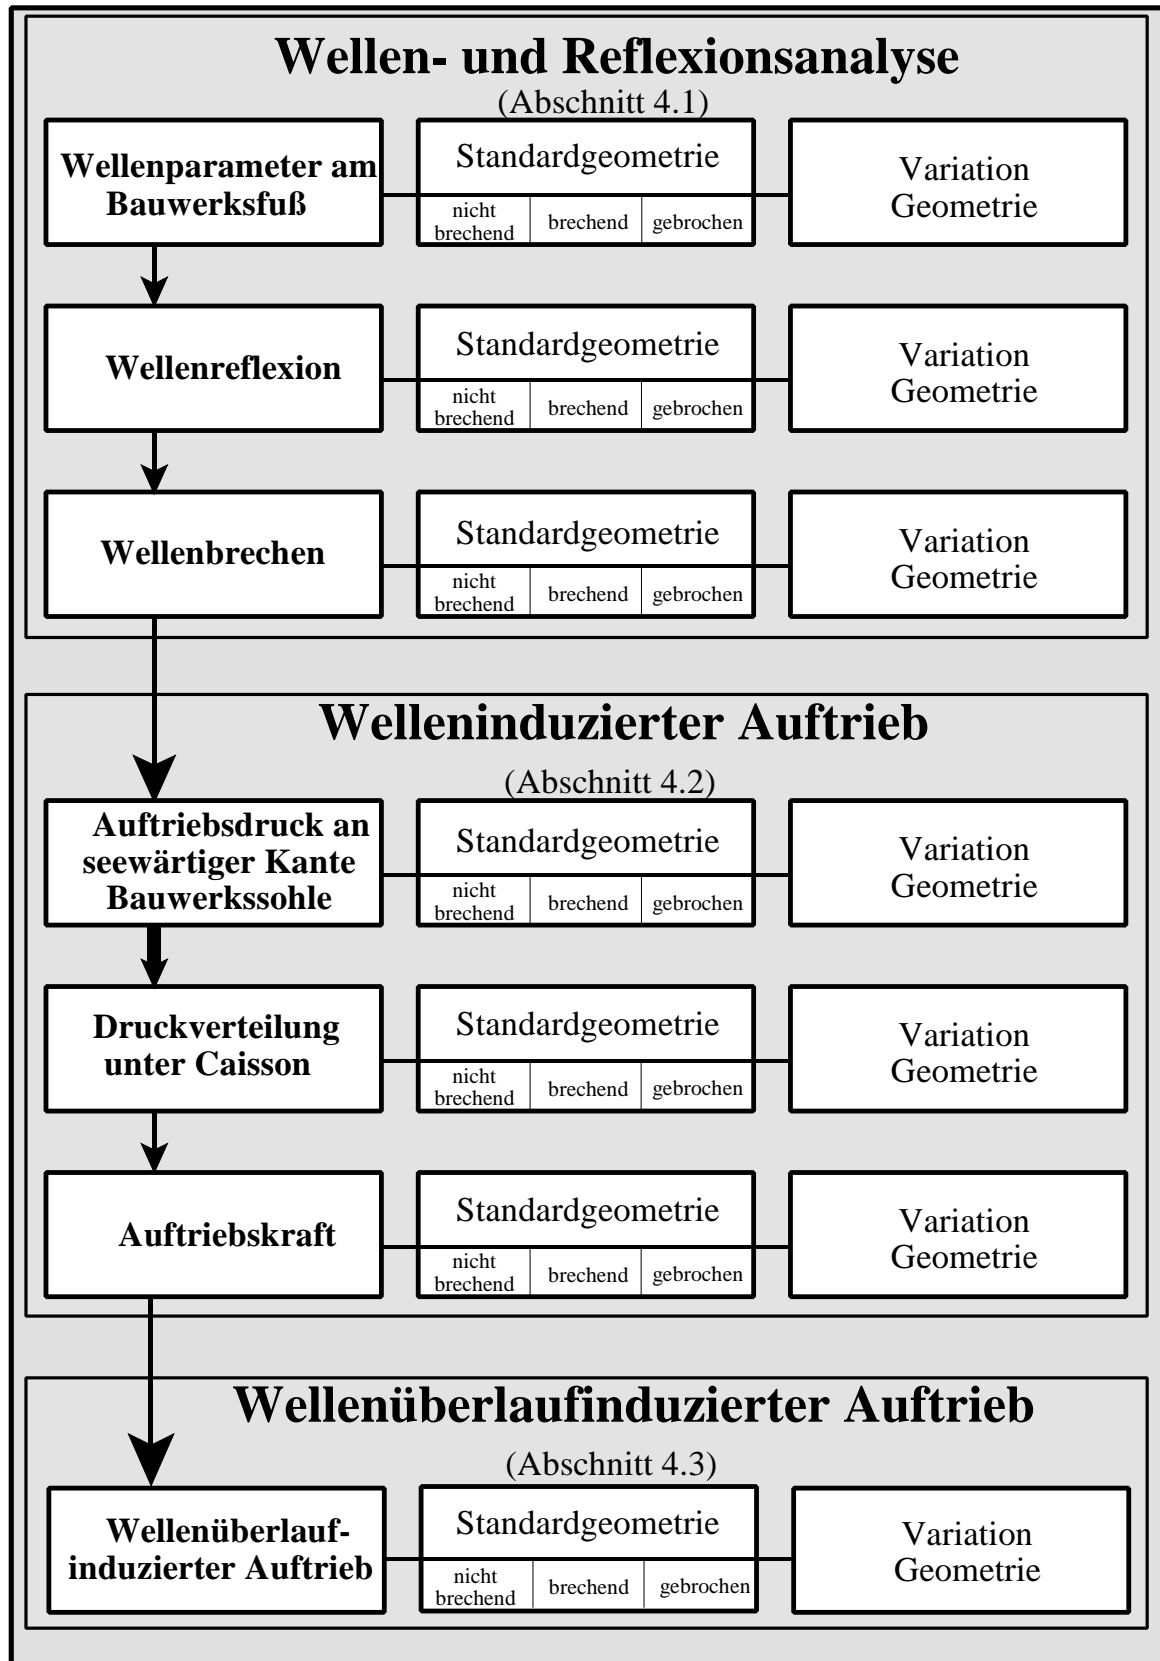 Wellen- und Reflexionsanalyse
(Abschnitt 4.1)
Wellenparameter am
Bauwerksfuß
Standardgeometrie
nicht
brechend
brechend
gebrochen
Variation
Geometrie
Wellenreflexion
Standardgeometrie
nicht
brechend
brechend
gebrochen
Variation
Geometrie
Wellenbrechen
Standardgeometrie
nicht
brechend
brechend
gebrochen
Variation
Geometrie
Welleninduzierter Auftrieb
(Abschnitt 4.2)
Auftriebsdruck an
seewärtiger Kante
Bauwerkssohle
Standardgeometrie
nicht
brechend
brechend
gebrochen
Variation
Geometrie
Druckverteilung
unter Caisson
Standardgeometrie
nicht
brechend
brechend
gebrochen
Variation
Geometrie
Auftriebskraft
Standardgeometrie
nicht
brechend
brechend
gebrochen
Variation
Geometrie
Wellenüberlaufinduzierter Auftrieb
(Abschnitt 4.3)
Wellenüberlauf-
induzierter Auftrieb
Standardgeometrie
nicht
brechend
brechend
gebrochen
Variation
Geometrie